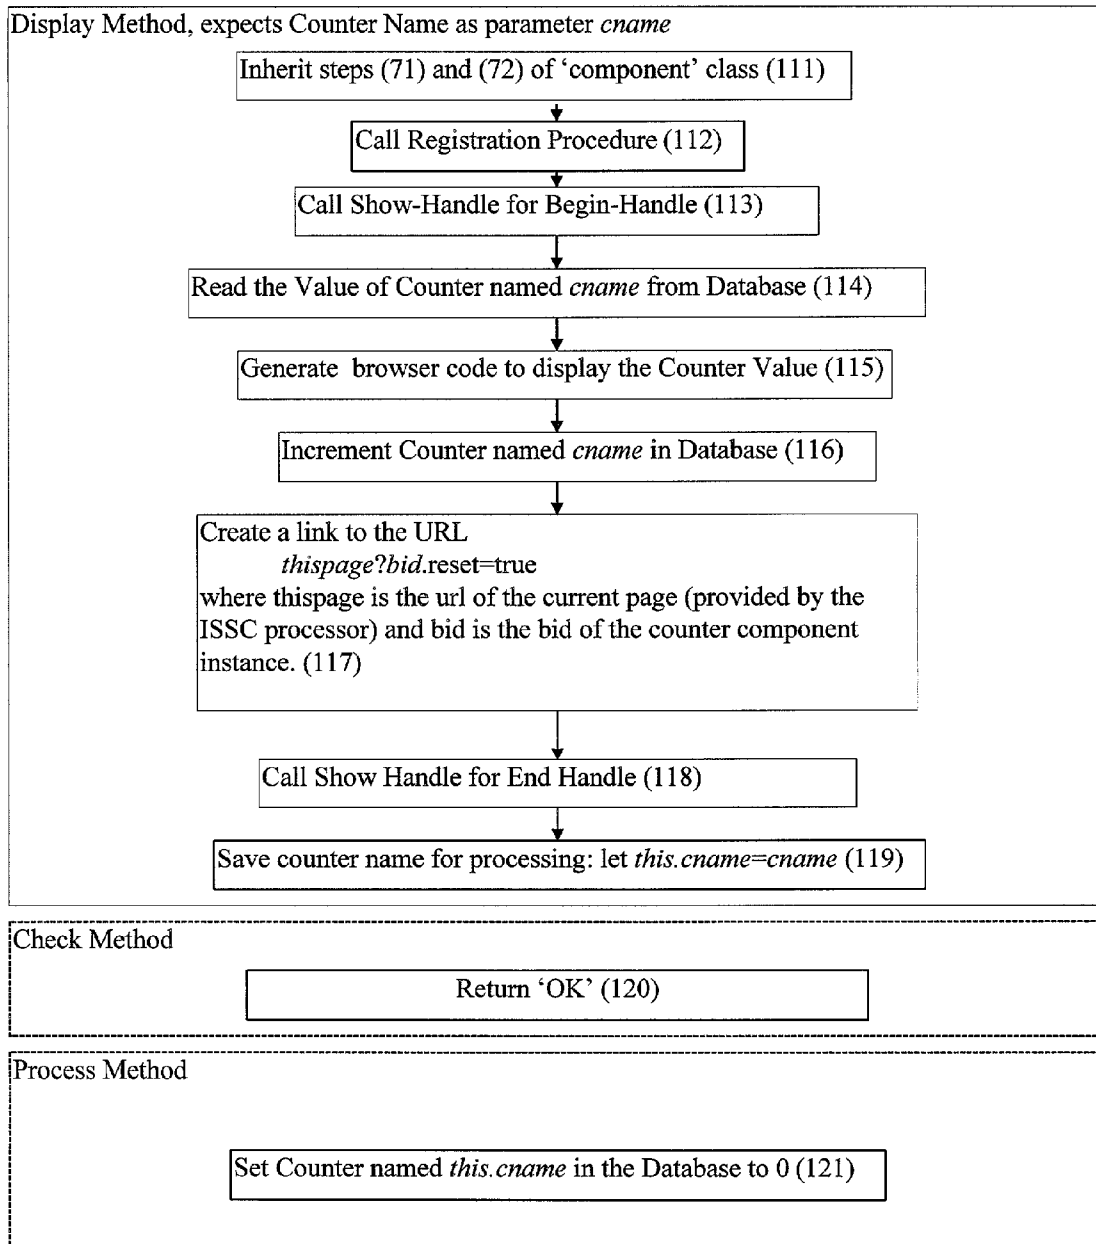 Display Method, expects Counter Name as parameter cname
Inherit steps (71) and (72) of ‘component’ class (111)
Call Registration Procedure (112)
Call Show-Handle for Begin-Handle (113)
Read the Value of Counter named cname from Database (114)
Generate browser code to display the Counter Value (115)
Increment Counter named cname in Database (116)
Create a link to the URL
thispage?bid.reset=true
where thispage is the url of the current page (provided by the
ISSC processor) and bid is the bid of the counter component
instance. (117)
Call Show Handle for End Handle (118)
Save counter name for processing: let this.cname=cname (119)
Check Method
Return ‘OK’ (120)
Process Method
Set Counter named this.cname in the Database to 0 (121)